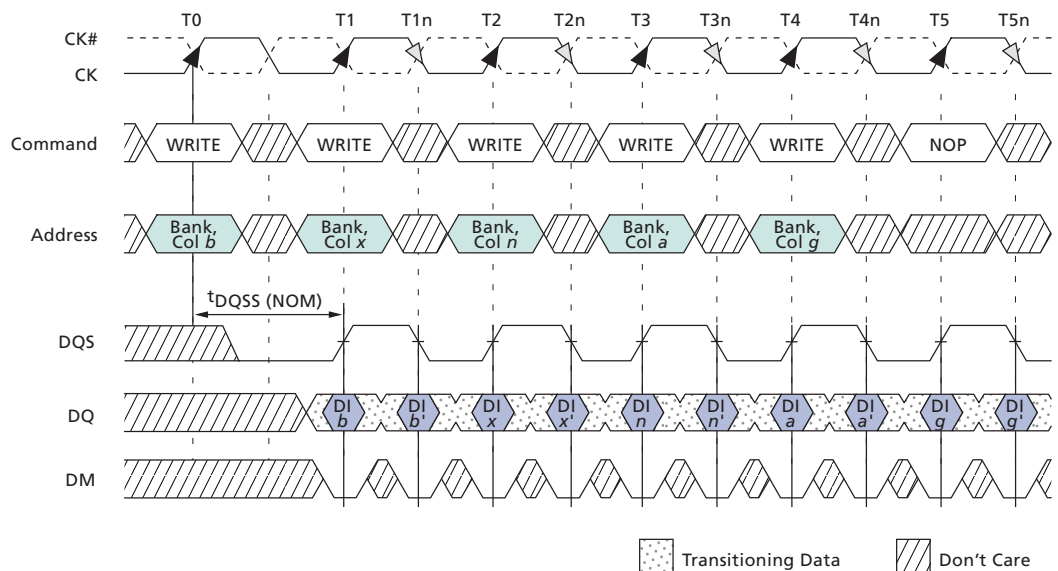 T0 T1 T1n T2 T2n T3 T3n T4 T4n T5 T5n
CK#
CK
Command WRITE WRITE WRITE WRITE WRITE NOP
Address Bank, Col b Bank, Col x Bank, Col n Bank, Col a Bank, Col g
tDQSS (NOM)
DQS
DQ DI b DI b' DI x DI x' DI n DI n' DI a DI a' DI g DI g'
DM
Transitioning Data Don't Care